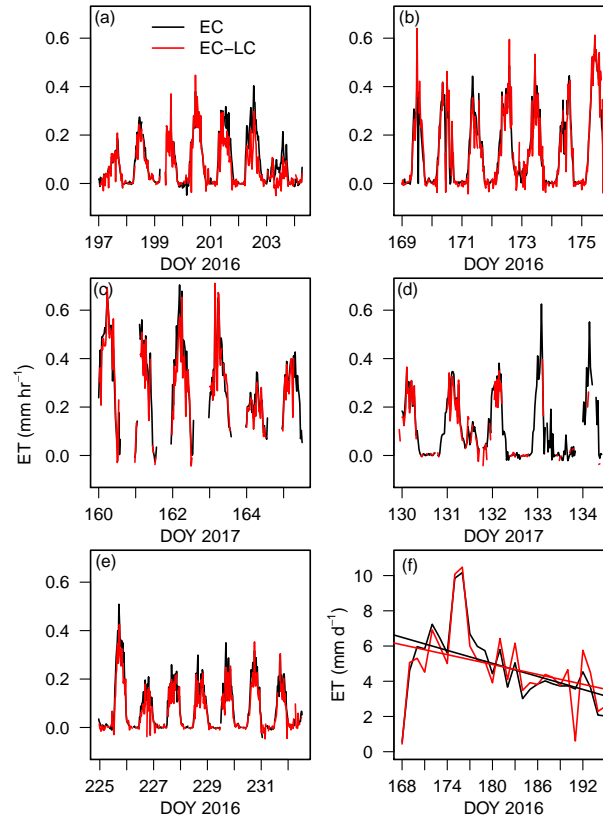 (a)
EC
EC−LC
0.6
0.4
0.2
0.0
197 199 201 203
DOY 2016
(b)
0.6
0.4
0.2
0.0
169 171 173 175
DOY 2016
(c)
0.6
0.4
0.2
0.0
ET (mm hr−1)
160 162 164
DOY 2017
(d)
0.6
0.4
0.2
0.0
130 131 132 133 134
DOY 2017
(e)
0.6
0.4
0.2
0.0
225 227 229 231
DOY 2016
(f)
10
8
6
4
2
0
ET (mm d−1)
168 174 180 186 192
DOY 2016